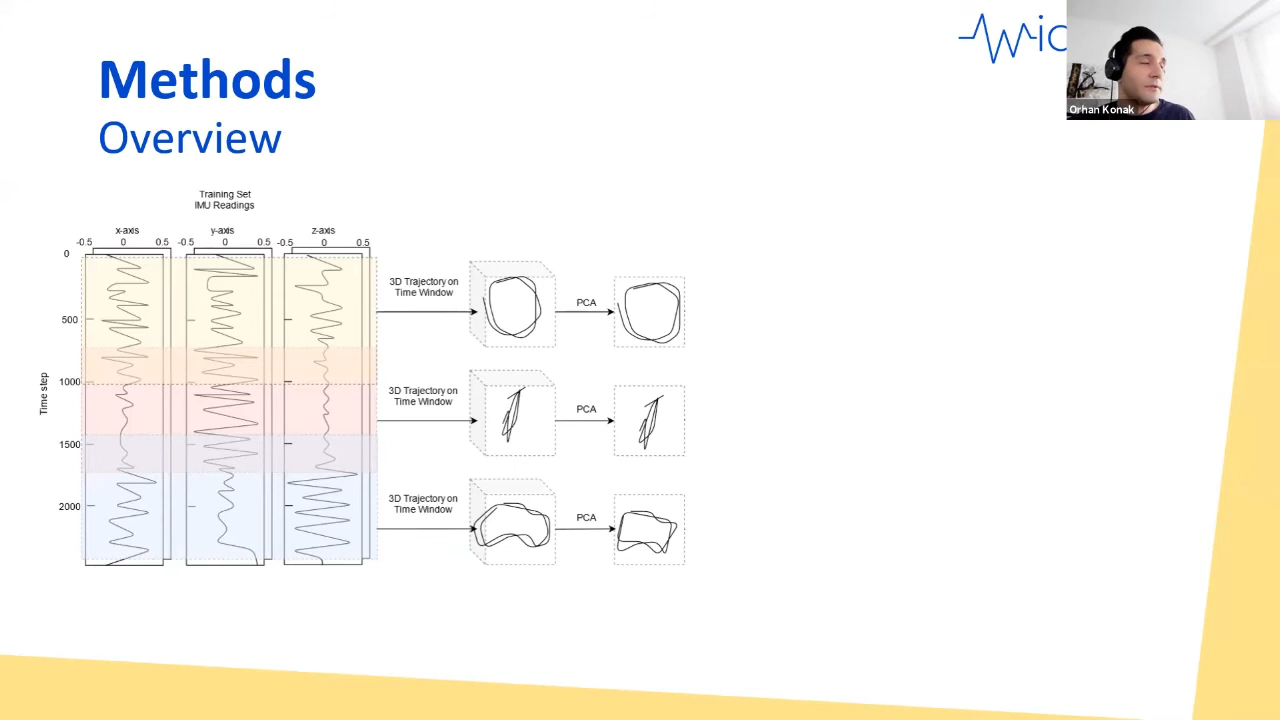 Methods
Overview
Orhan Konak
Training Set
IMU Readings
x-axis
y-axis
z-axis
-0.5 0 0.5
-0.5 0 0.5
-0.5 0 0.5
0
500
1000
1500
2000
Time step
3D Trajectory on
Time Window
PCA
3D Trajectory on
Time Window
PCA
3D Trajectory on
Time Window
PCA